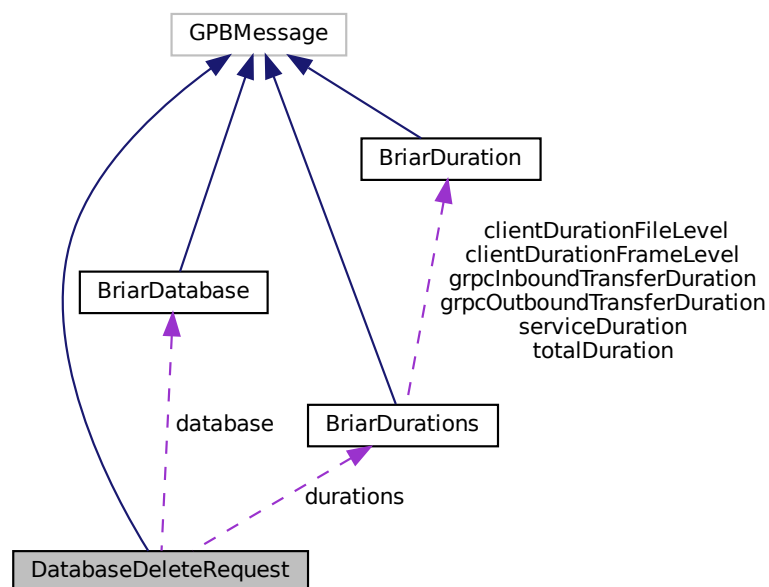 GPBMessage
BriarDuration
clientDurationFileLevel
clientDurationFrameLevel
grpcInboundTransferDuration
grpcOutboundTransferDuration
serviceDuration
totalDuration
BriarDatabase
BriarDurations
database
durations
DatabaseDeleteRequest